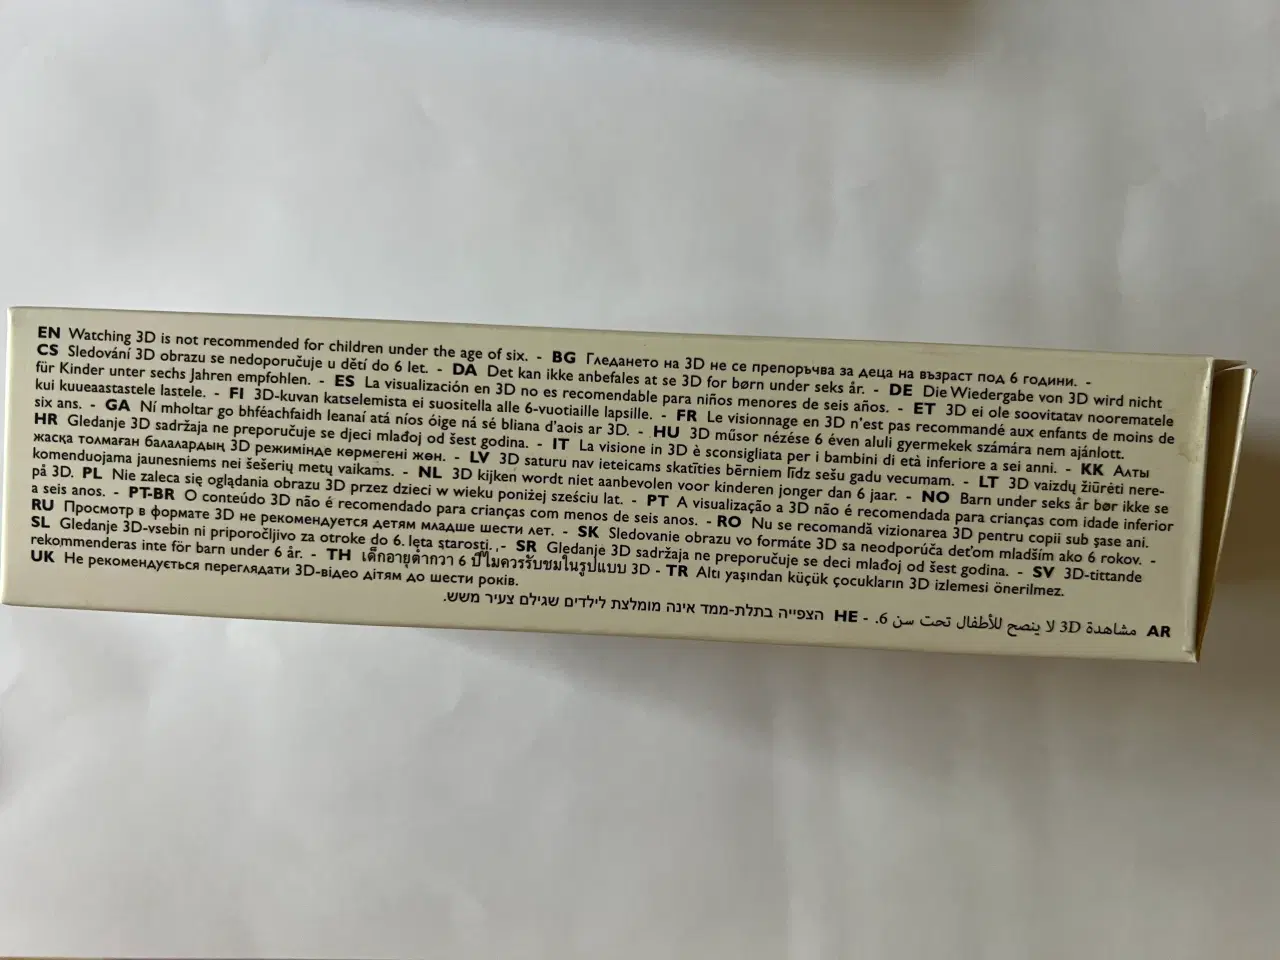 EN Watching 3D is not recommended for children under the age of six. - BG Гледането на 3D не се препоръчва за деца на възраст под 6 години. -
CS Sledování 3D obrazu se nedoporučuje u dětí do 6 let. - DA Det kan ikke anbefales at se 3D for børn under seks år. - DE Die Wiedergabe von 3D wird nicht
für Kinder unter sechs Jahren empfohlen. - ES La visualización en 3D no es recomendable para niños menores de seis años. - ET 3D ei ole soovitatav noorematele
kui kuueaastastele lastele. - FI 3D-kuvan katselemista ei suositella alle 6-vuotiaille lapsille. - FR Le visionnage en 3D n'est pas recommandé aux enfants de moins de
six ans. - GA Ní mholtar go bhféachfaidh leanaí atá níos óige ná sé bliana d'aois ar 3D. - HU 3D műsor nézése 6 éven aluli gyermekek számára nem ajánlott.
HR Gledanje 3D sadržaja ne preporučuje se djeci mlađoj od šest godina. - IT La visione in 3D è sconsigliata per i bambini di età inferiore a sei anni. - KK Алты
жасқа толмаған балалардың 3D режимінде көрмегені жөн. - LV 3D saturu nav ieteicams skatīties bērniem līdz sešu gadu vecumam. - LT 3D vaizdų žiūrėti nere-
komenduojama jaunesniems nei šešerių metų vaikams. - NL 3D kijken wordt niet aanbevolen voor kinderen jonger dan 6 jaar. - NO Barn under seks år bør ikke se
på 3D. PL Nie zaleca się oglądania obrazu 3D przez dzieci w wieku poniżej sześciu lat. - PT A visualização a 3D não é recomendada para crianças com idade inferior
a seis anos. - PT-BR O conteúdo 3D não é recomendado para crianças com menos de seis anos. - RO Nu se recomandă vizionarea 3D pentru copii sub şase ani.
RU Просмотр в формате 3D не рекомендуется детям младше шести лет. - SK Sledovanie obrazu vo formáte 3D sa neodporúča deťom mladším ako 6 rokov. -
SL Gledanje 3D-vsebin ni priporočljivo za otroke do 6. leta starosti. - SR Gledanje 3D sadržaja ne preporučuje se deci mlađoj od šest godina. - SV 3D-tittande
rekommenderas inte för barn under 6 år. - TH เด็กอายุต่ำกว่า 6 ปีไม่ควรรับชมในรูปแบบ 3D - TR Altı yaşından küçük çocukların 3D izlemesi önerilmez.
UK Не рекомендується переглядати 3D-відео дітям до шести років.
AR مشاهدة 3D لا ينصح للأطفال تحت سن 6. - HE הצפייה בתלת-ממד אינה מומלצת לילדים שגילם צעיר משש.